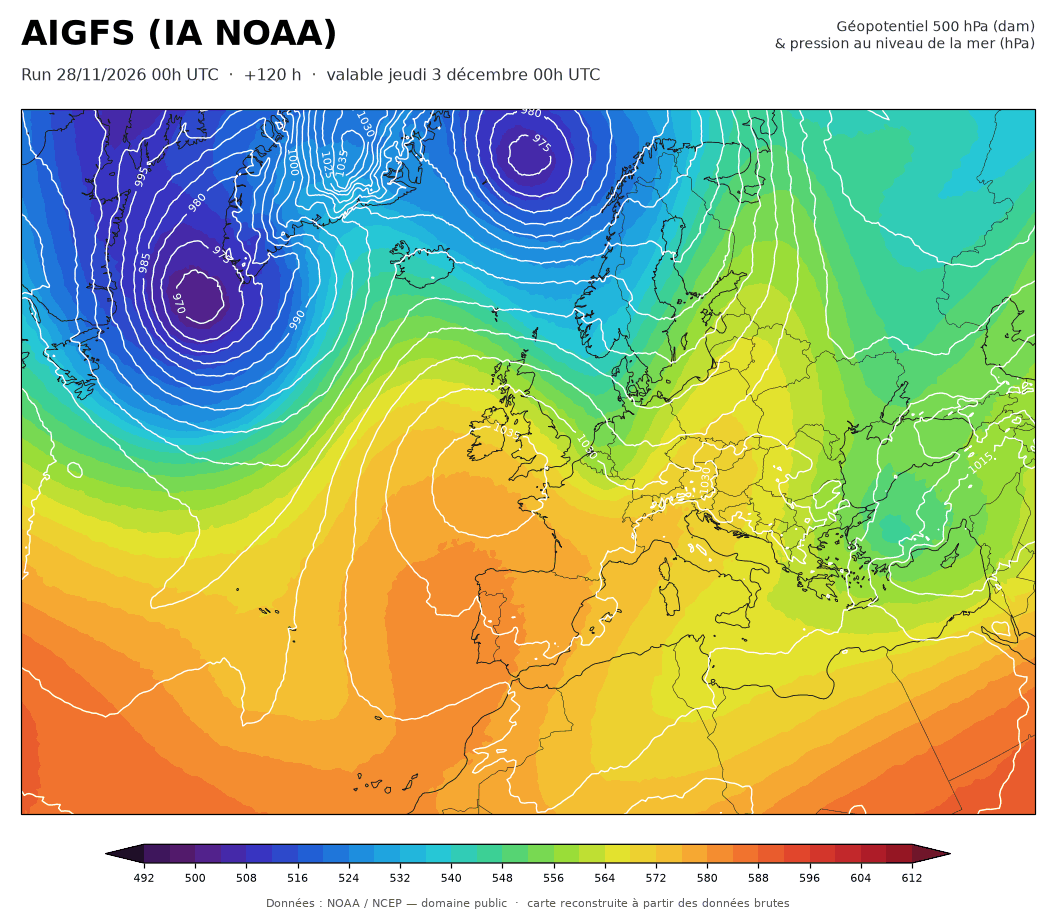 AIGFS (IA NOAA)
Géopotentiel 500 hPa (dam)
& pression au niveau de la mer (hPa)
Run 28/11/2026 00h UTC · +120 h · valable jeudi 3 décembre 00h UTC
980
1030
975
1000
1025
1035
995
980
985
970
990
1035
1030
1030
1015
492 500 508 516 524 532 540 548 556 564 572 580 588 596 604 612
Données : NOAA / NCEP — domaine public · carte reconstruite à partir des données brutes